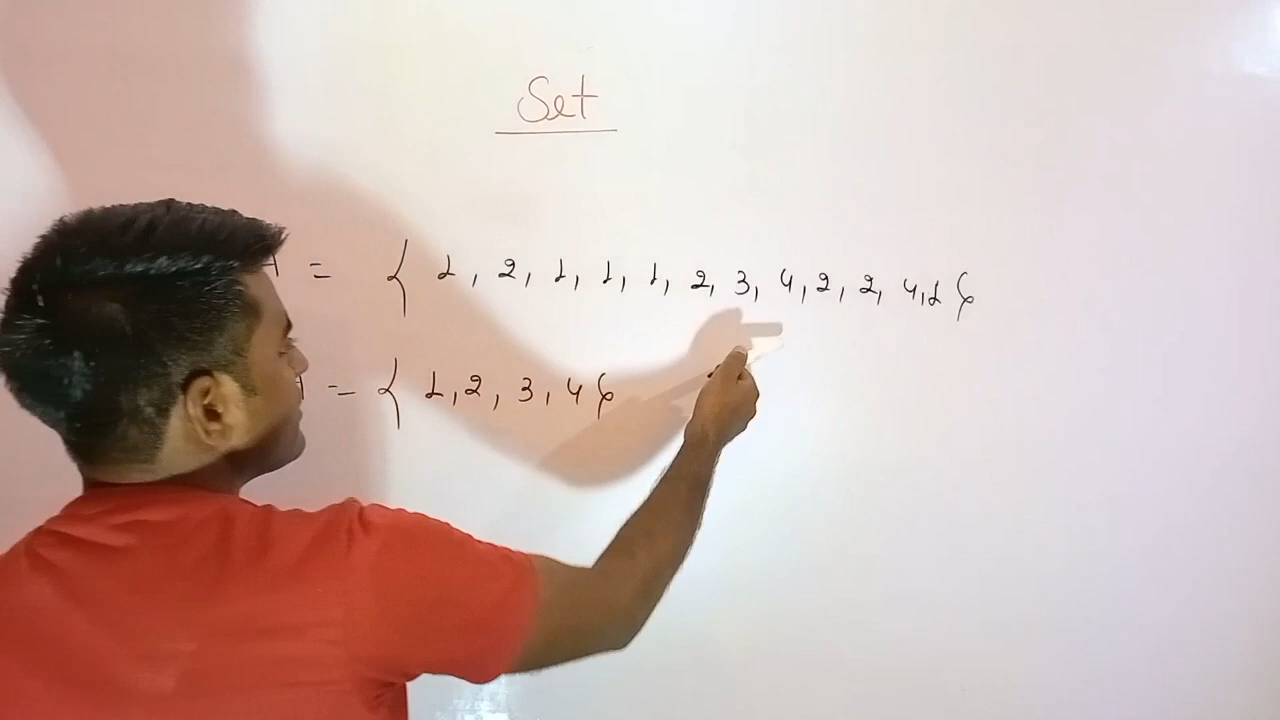 Set
A = { 1, 2, 1, 1, 1, 2, 3, 4, 2, 2, 4, 1 }
A = { 1, 2, 3, 4 }